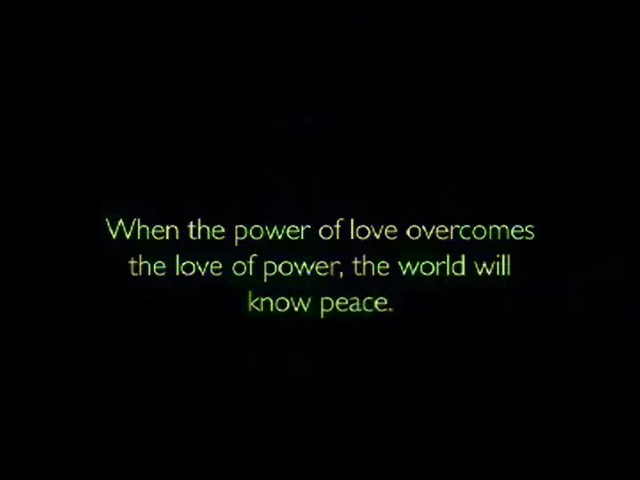 When the power of love overcomes
the love of power, the world will
know peace.